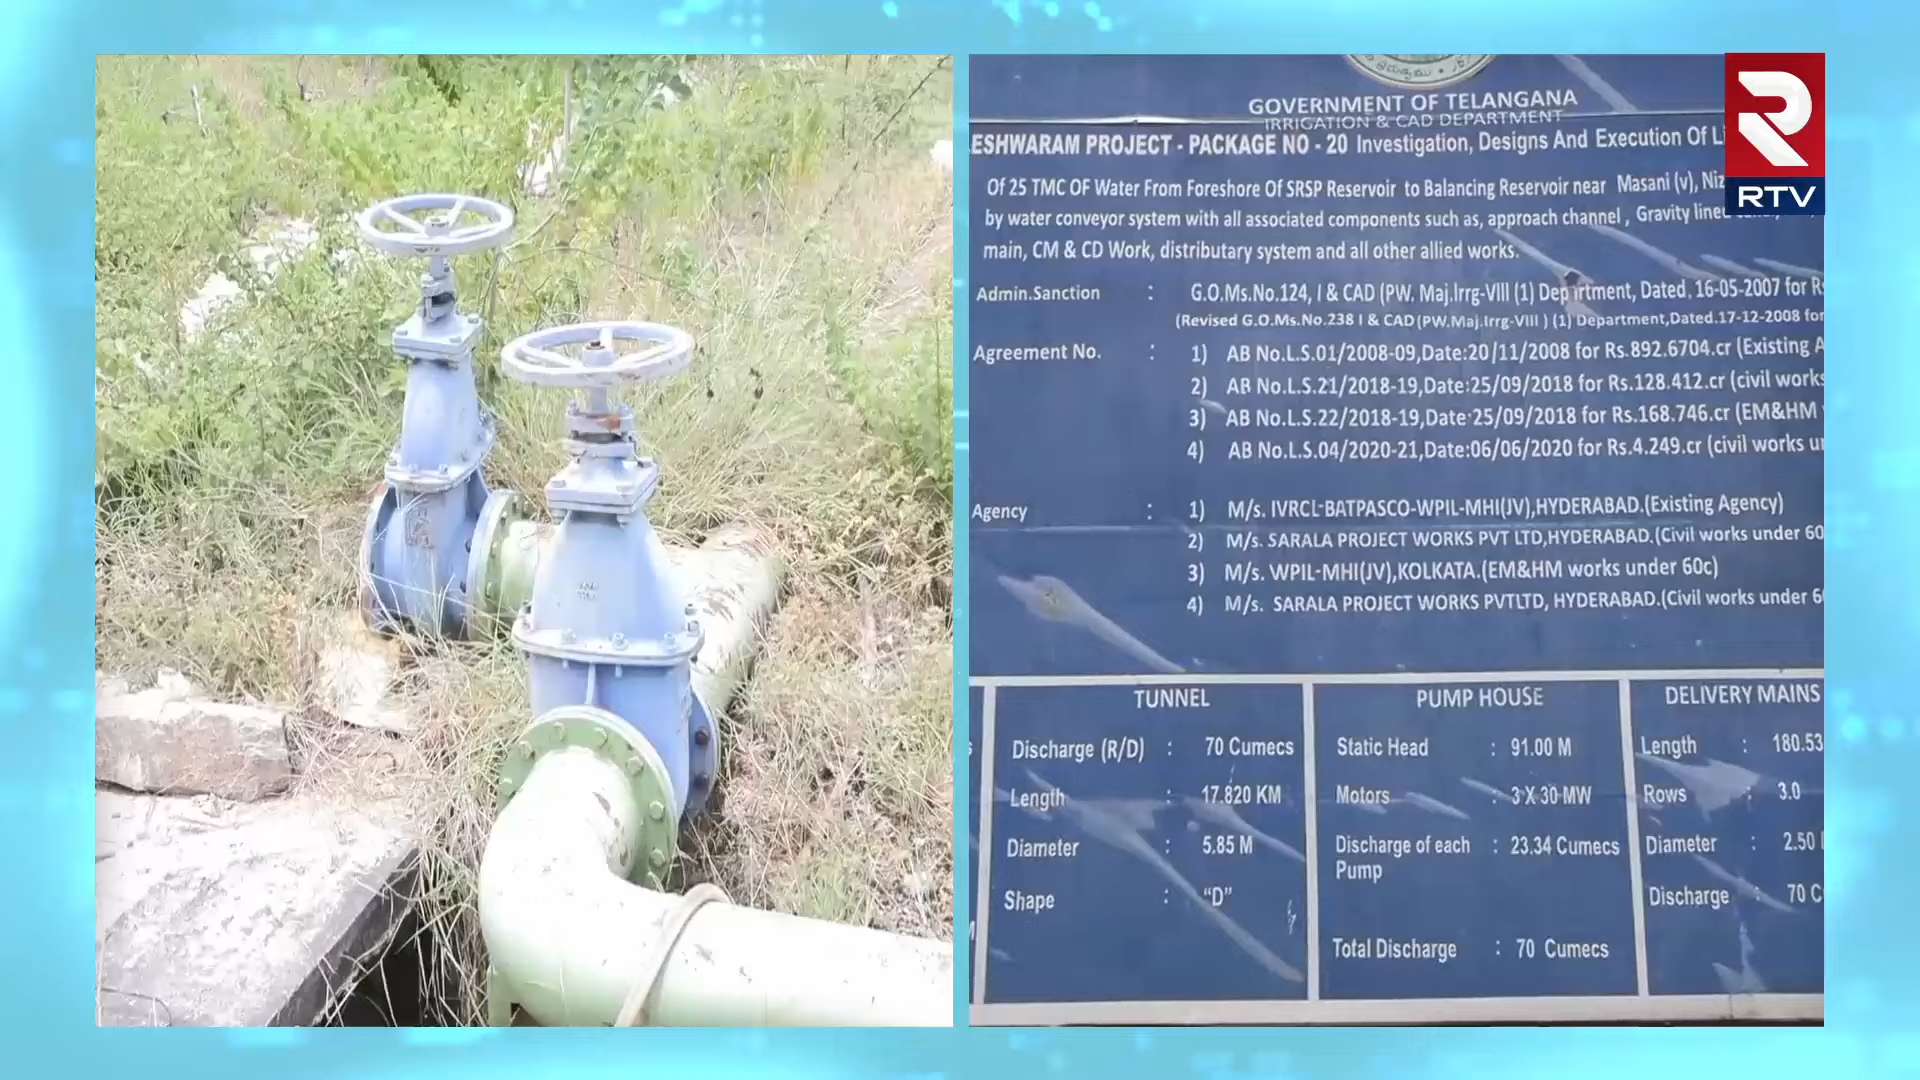 GOVERNMENT OF TELANGANA
IRRIGATION & CAD DEPARTMENT
RTV
ESHWARAM PROJECT - PACKAGE NO - 20 Investigation, Designs And Execution Of
Of 25 TMC OF Water From Foreshore Of SRSP Reservoir to Balancing Reservoir near Masani (v),
by water conveyor system with all associated components such as, approach channel , Gravity lined
main, CM & CD Work, distributary system and all other allied works.
Admin.Sanction : G.O.Ms.No.124, I & CAD (PW. Maj.Irrg-VIII (1) Department, Dated. 16-05-2007 for
(Revised G.O.Ms.No.238 I & CAD (PW.Maj.Irrg-VIII ) (1) Department,Dated.17-12-2008 for
Agreement No. : 1) AB No.L.S.01/2008-09,Date:20/11/2008 for Rs.892.6704.cr (Existing
2) AB No.L.S.21/2018-19,Date:25/09/2018 for Rs.128.412.cr (civil works
3) AB No.L.S.22/2018-19,Date:25/09/2018 for Rs.168.746.cr (EM&HM
4) AB No.L.S.04/2020-21,Date:06/06/2020 for Rs.4.249.cr (civil works
Agency : 1) M/s. IVRCL-BATPASCO-WPIL-MHI(JV),HYDERABAD.(Existing Agency)
2) M/s. SARALA PROJECT WORKS PVT LTD,HYDERABAD.(Civil works under 60
3) M/s. WPIL-MHI(JV),KOLKATA.(EM&HM works under 60c)
4) M/s. SARALA PROJECT WORKS PVTLTD, HYDERABAD.(Civil works under
TUNNEL
Discharge (R/D) : 70 Cumecs
Length : 17.820 KM
Diameter : 5.85 M
Shape : “D”
PUMP HOUSE
Static Head : 91.00 M
Motors : 3 X 30 MW
Discharge of each : 23.34 Cumecs
Pump
Total Discharge : 70 Cumecs
DELIVERY MAINS
Length : 180.53
Rows : 3.0
Diameter : 2.50
Discharge : 70